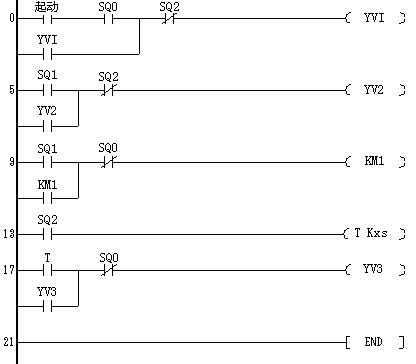 起动 SQ0 SQ2
0 YVI
YVI
SQ1 SQ2
5 YV2
YV2
SQ1 SQ0
9 KM1
KM1
SQ2
13 T Kxs
T SQ0
17 YV3
YV3
21 END